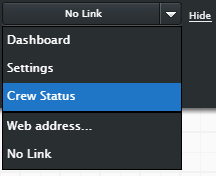 No Link
Hide
Dashboard
Settings
Crew Status
Web address...
No Link